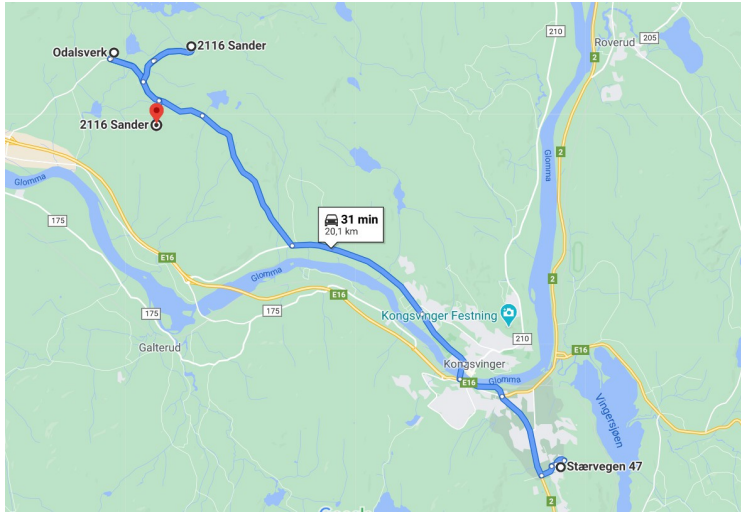 210
Roverud
205
2
Odalsverk
2116 Sander
2116 Sander
Glomma
2
Glomma
175
31 min
20,1 km
E16
Glomma
E16
2
175
175
Galterud
Kongsvinger Festning
210
Kongsvinger
E16
Glomma
E16
Vingersjøen
Stærvegen 47
2